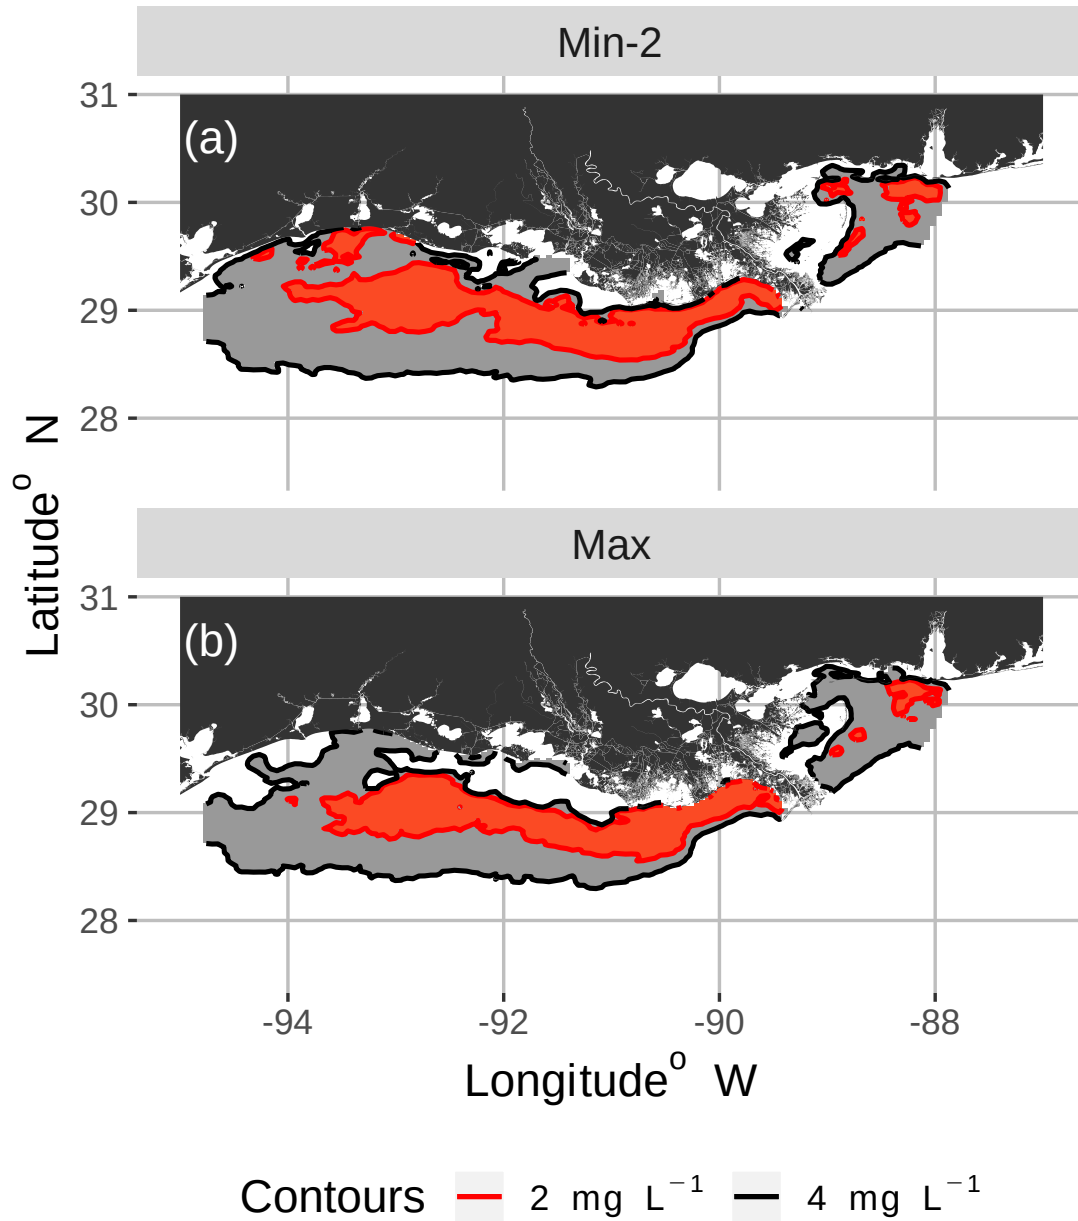 Min-2
(a)
31
30
29
28
Latitude° N
Max
(b)
31
30
29
28
-94 -92 -90 -88
Longitude° W
Contours 2 mg L⁻¹ 4 mg L⁻¹